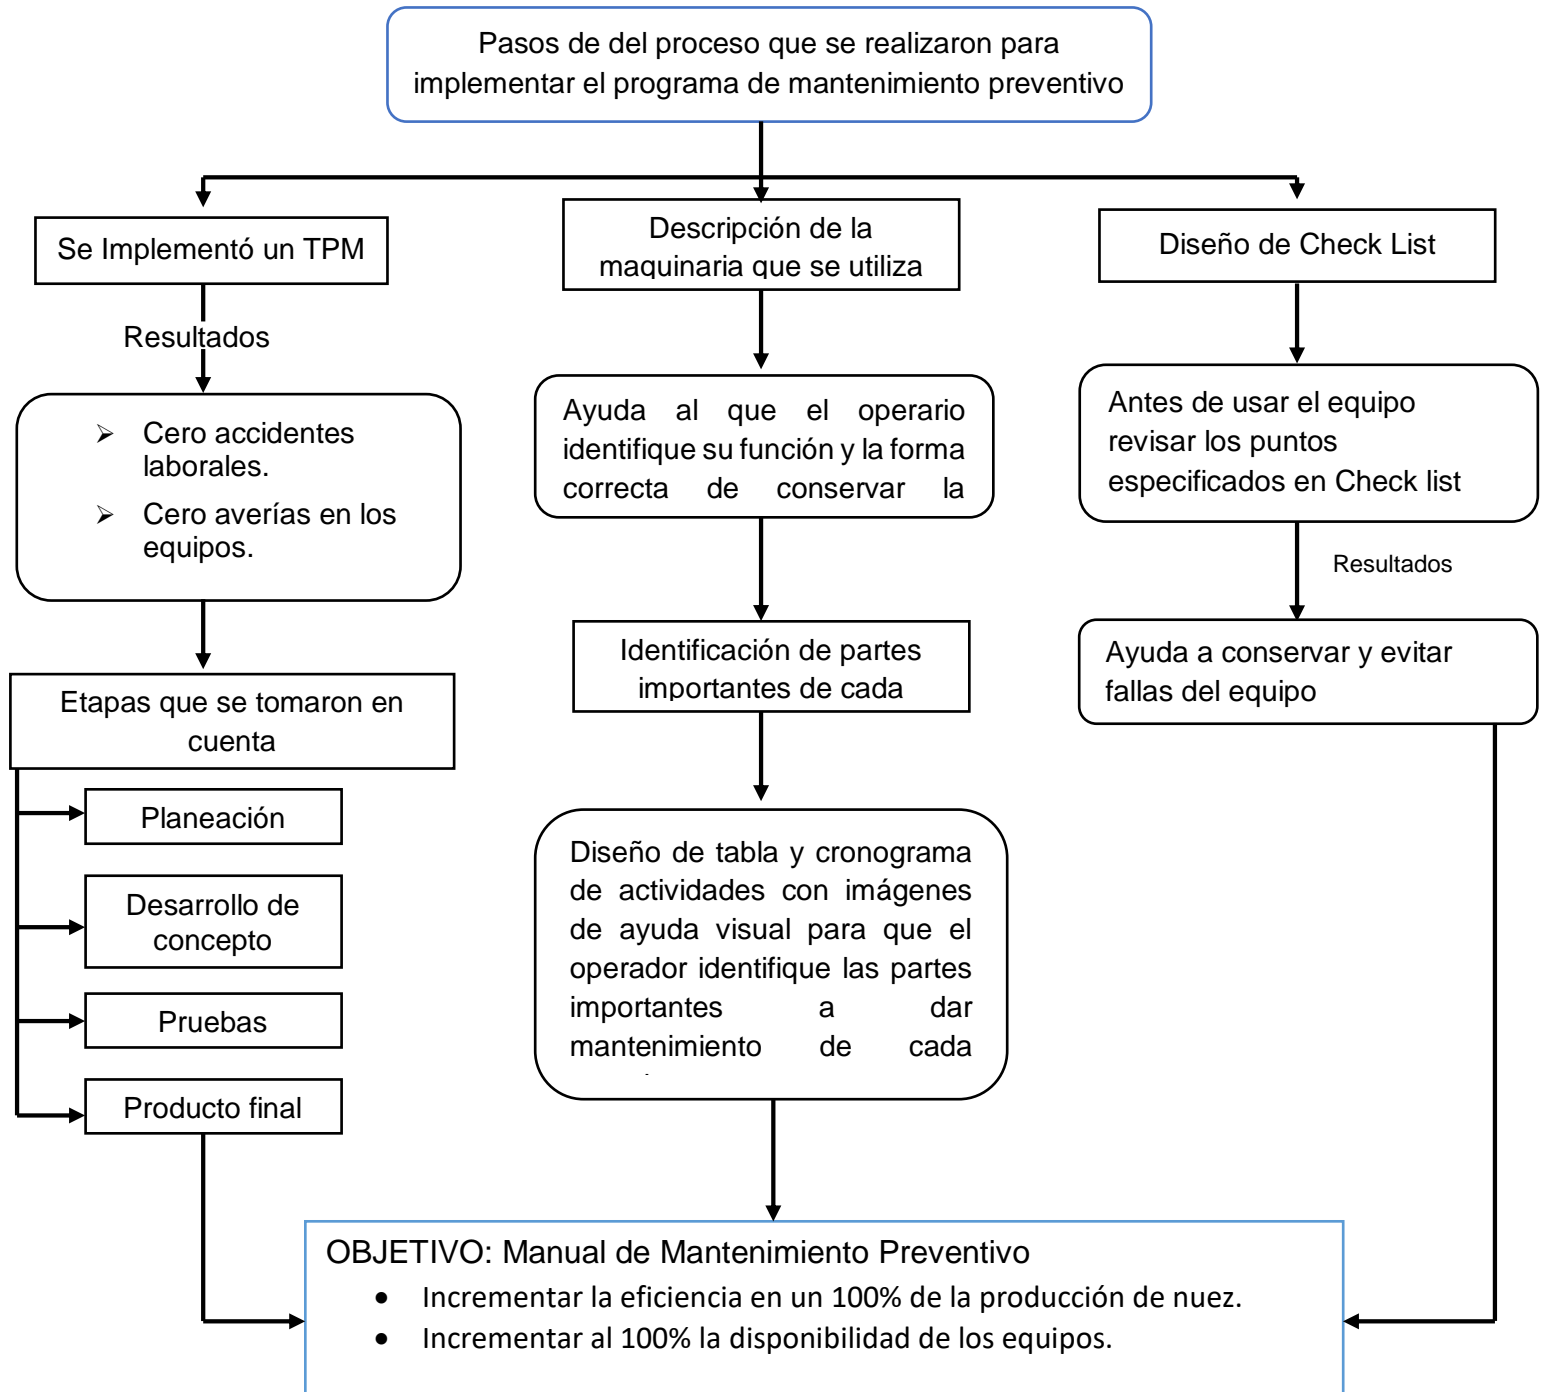 Pasos de del proceso que se realizaron para
implementar el programa de mantenimiento preventivo
Se Implementó un TPM
Resultados
➢ Cero accidentes
laborales.
➢ Cero averías en los
equipos.
Etapas que se tomaron en
cuenta
Planeación
Desarrollo de
concepto
Pruebas
Producto final
Descripción de la
maquinaria que se utiliza
Ayuda al que el operario
identifique su función y la forma
correcta de conservar la
Identificación de partes
importantes de cada
Diseño de tabla y cronograma
de actividades con imágenes
de ayuda visual para que el
operador identifique las partes
importantes a dar
mantenimiento de cada
Diseño de Check List
Antes de usar el equipo
revisar los puntos
especificados en Check list
Resultados
Ayuda a conservar y evitar
fallas del equipo
OBJETIVO: Manual de Mantenimiento Preventivo
• Incrementar la eficiencia en un 100% de la producción de nuez.
• Incrementar al 100% la disponibilidad de los equipos.